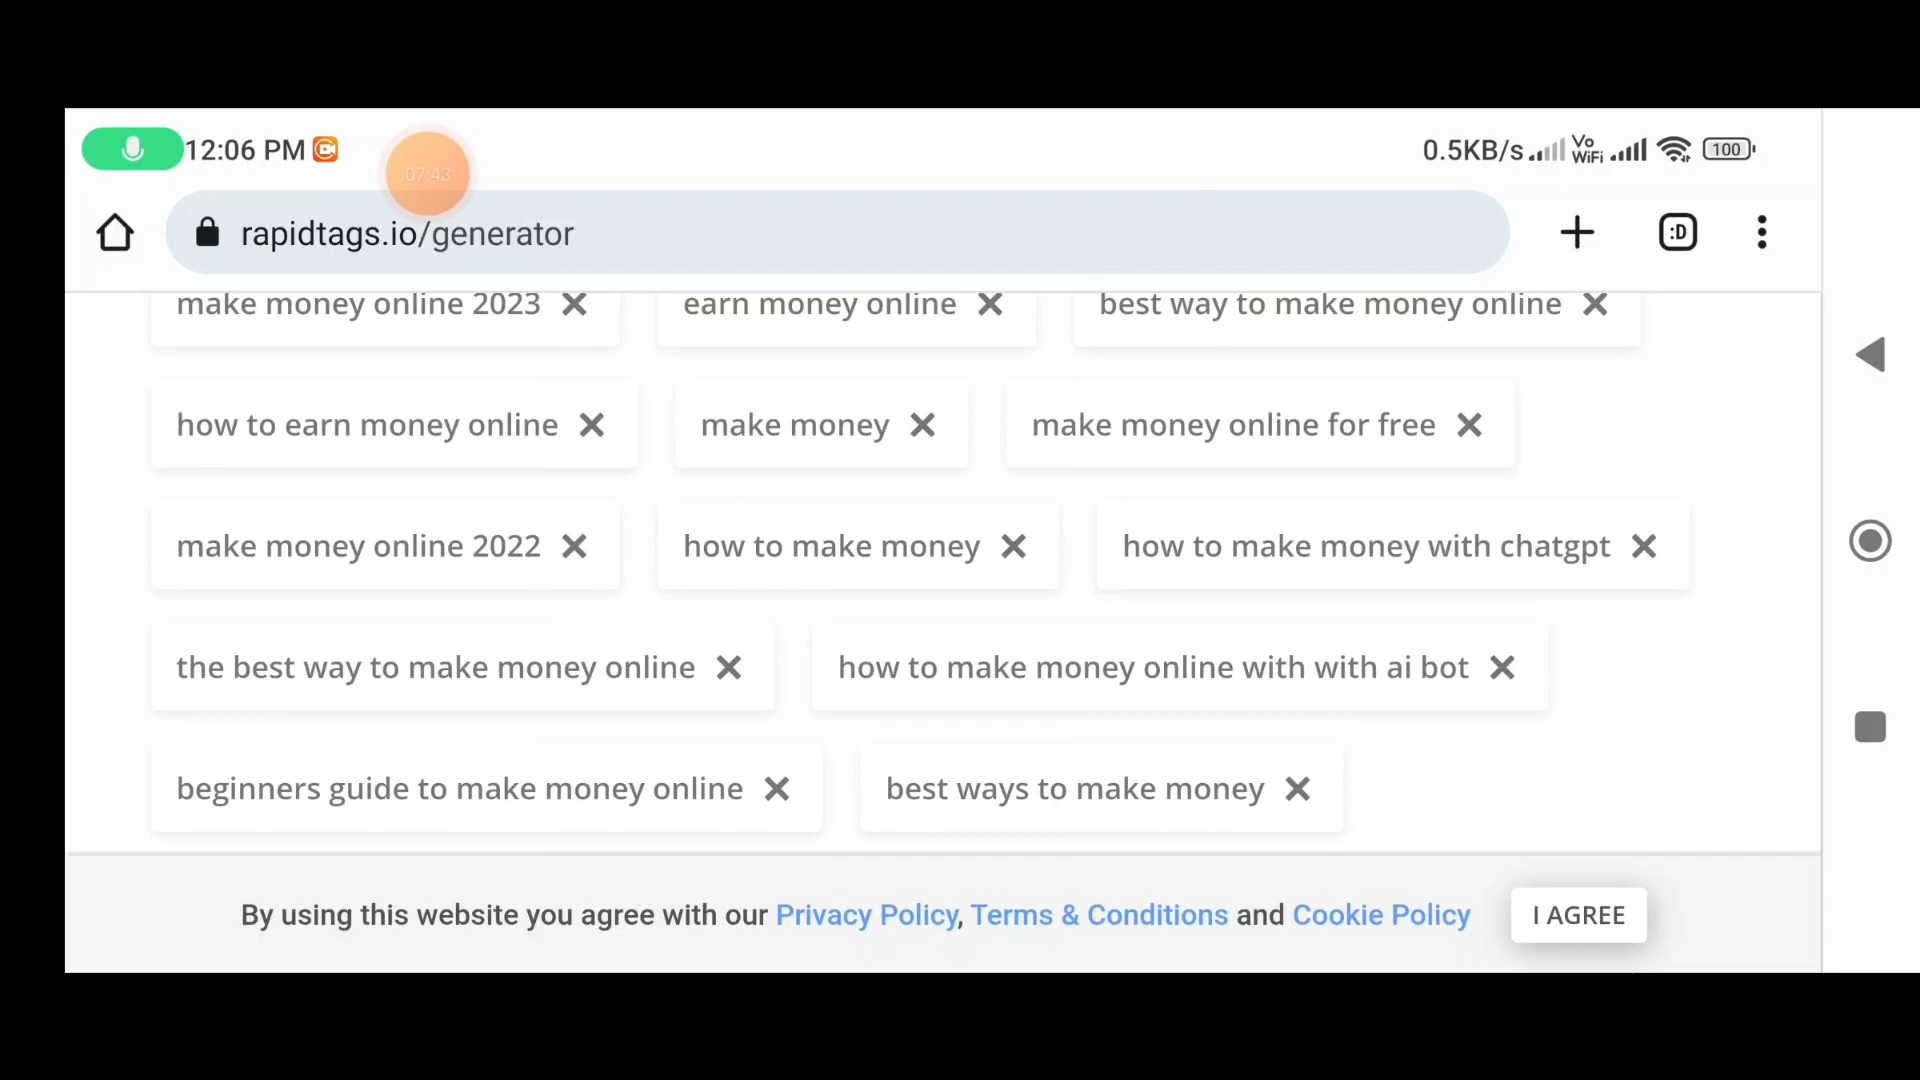 12:06 PM 0.5KB/s Vo WiFi 100
07:43
rapidtags.io/generator :D
make money online 2023 earn money online best way to make money online
how to earn money online make money make money online for free
make money online 2022 how to make money how to make money with chatgpt
the best way to make money online how to make money online with with ai bot
beginners guide to make money online best ways to make money
By using this website you agree with our Privacy Policy, Terms & Conditions and Cookie Policy I AGREE